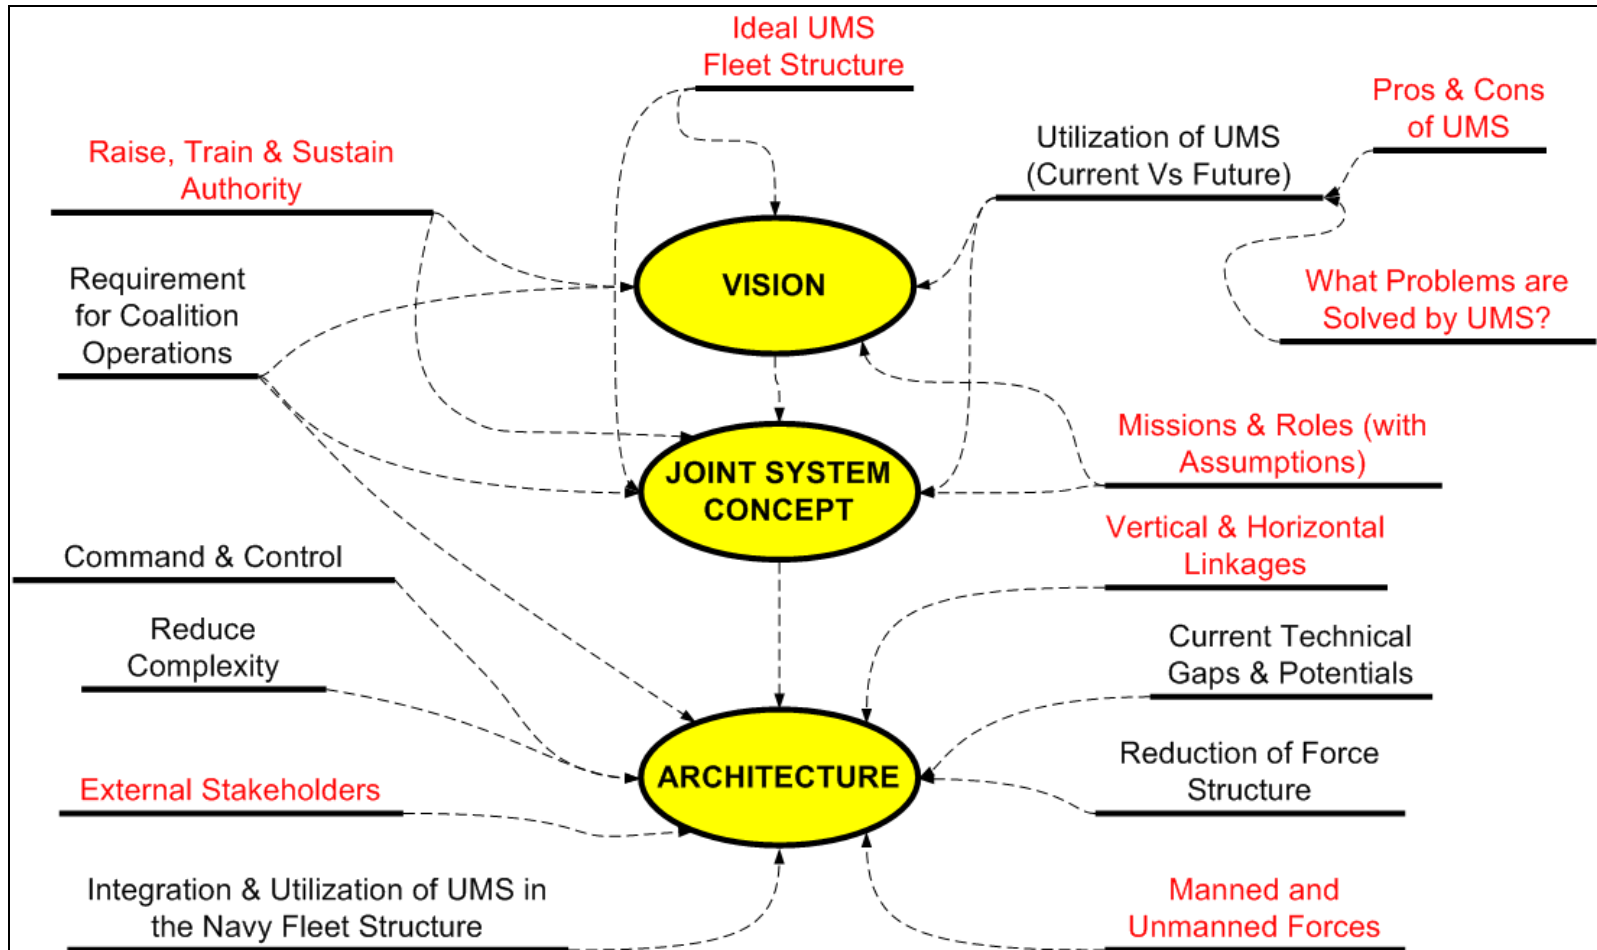 Ideal UMS
Fleet Structure
Pros & Cons
of UMS
Utilization of UMS
(Current Vs Future)
Raise, Train & Sustain
Authority
Requirement
for Coalition
Operations
VISION
What Problems are
Solved by UMS?
Missions & Roles (with
Assumptions)
JOINT SYSTEM
CONCEPT
Vertical & Horizontal
Linkages
Command & Control
Reduce
Complexity
Current Technical
Gaps & Potentials
ARCHITECTURE
Reduction of Force
Structure
External Stakeholders
Integration & Utilization of UMS in
the Navy Fleet Structure
Manned and
Unmanned Forces